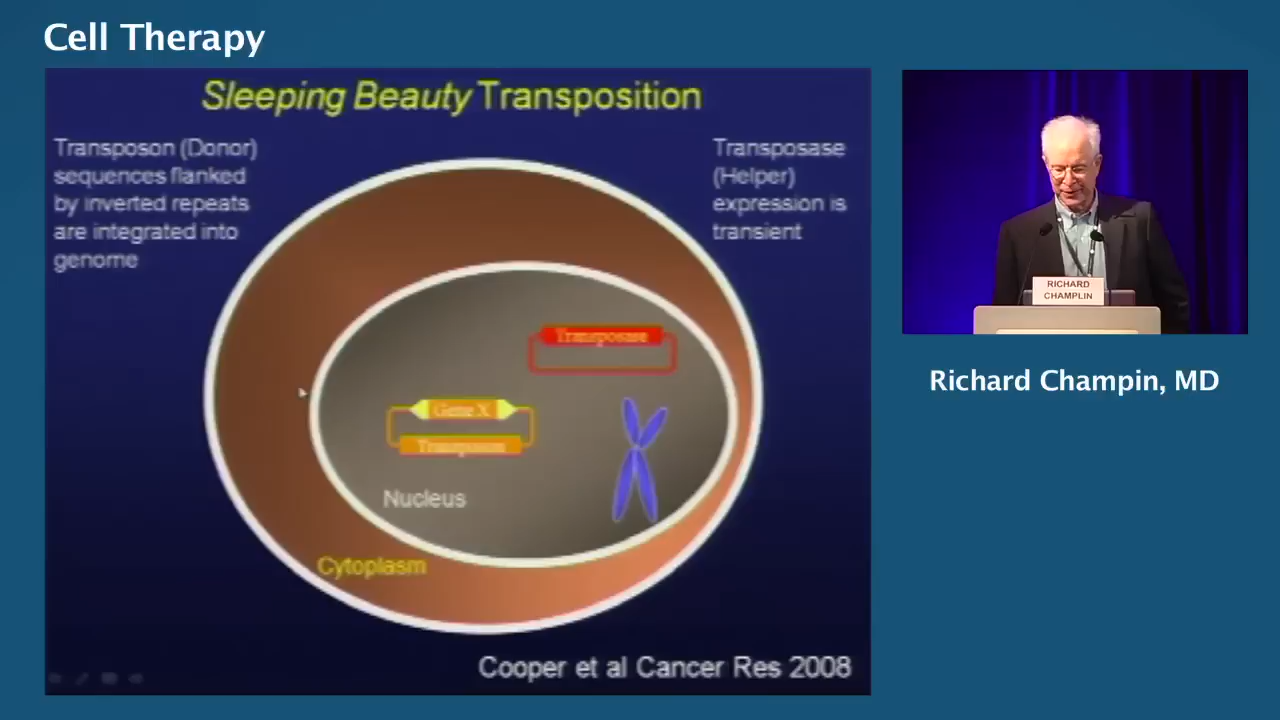 Cell Therapy
Sleeping Beauty Transposition
Transposon (Donor)
sequences flanked
by inverted repeats
are integrated into
genome
Transposase
(Helper)
expression is
transient
Transposase
Gene X
Transposon
Nucleus
Cytoplasm
Cooper et al Cancer Res 2008
RICHARD
CHAMPLIN
Richard Champin, MD